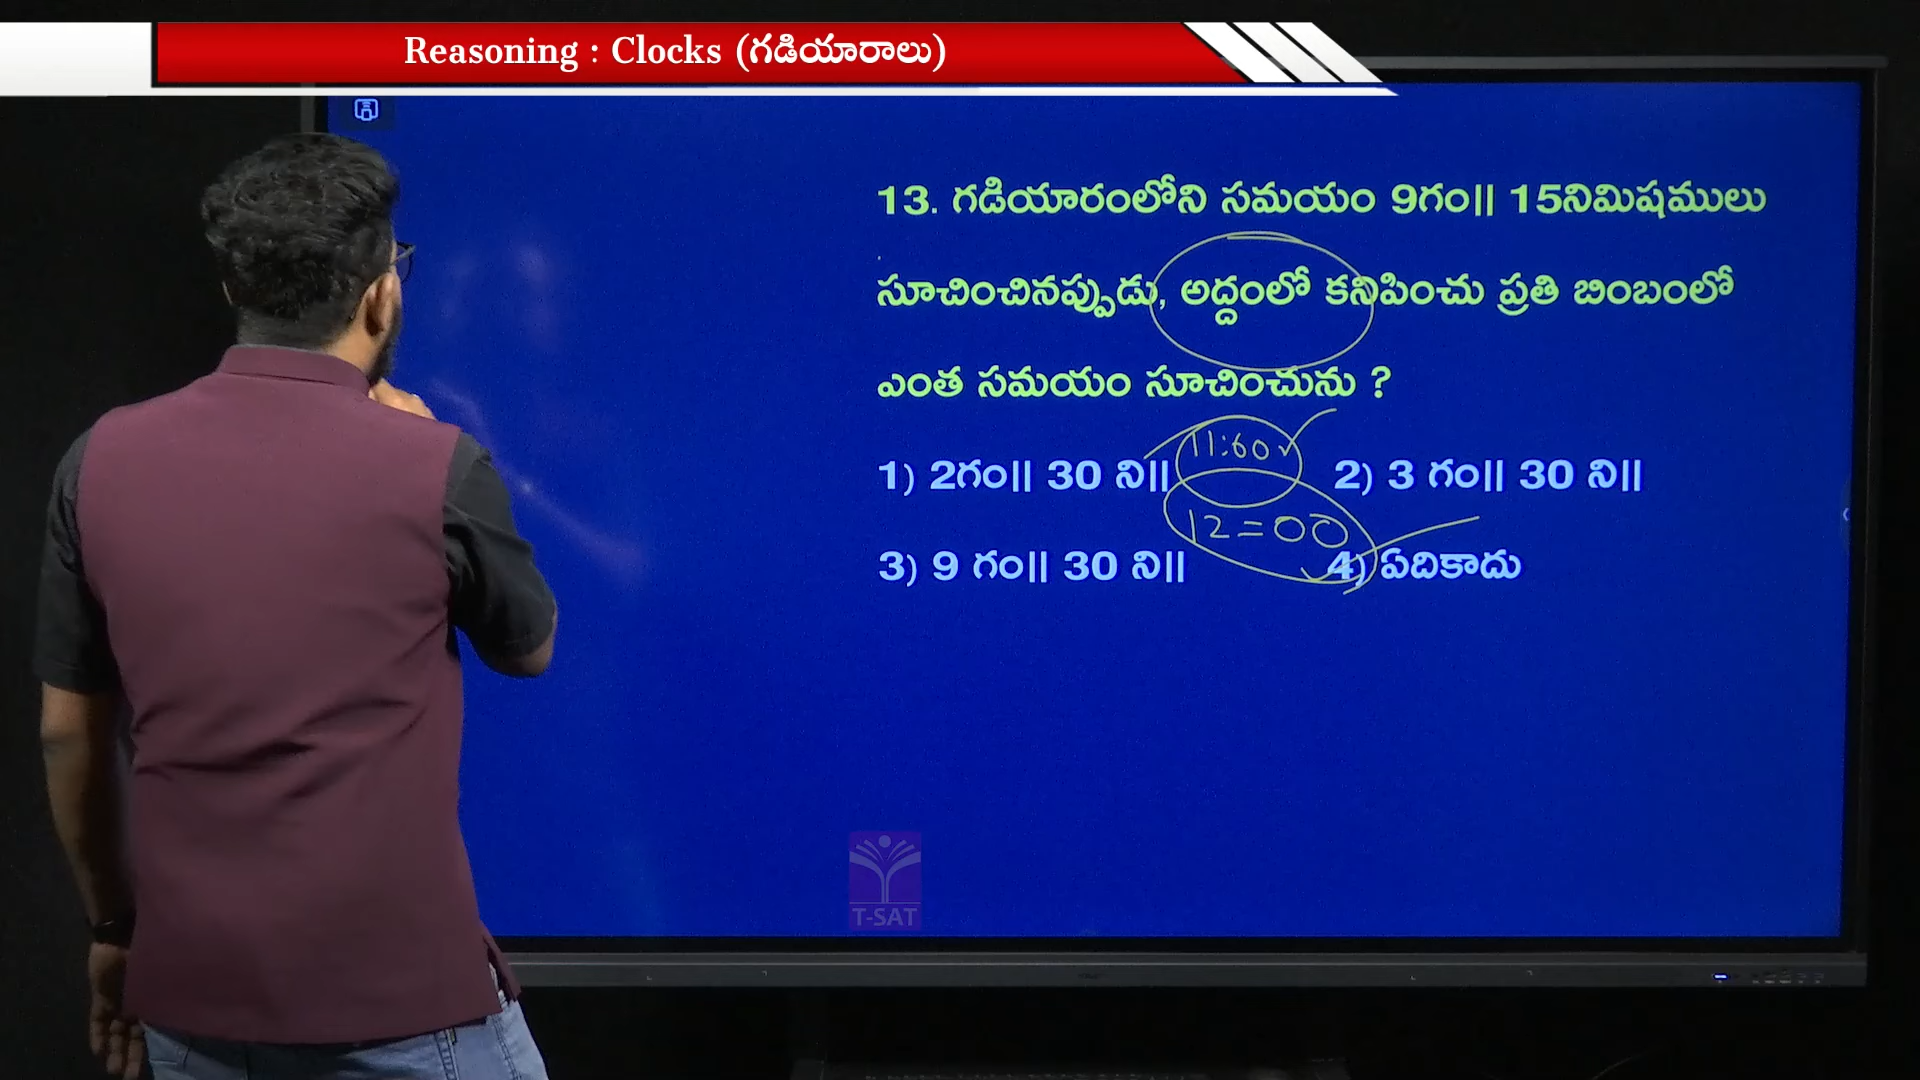 Reasoning : Clocks (గడియారాలు)
13. గడియారంలోని సమయం 9గం|| 15నిమిషములు
సూచించినప్పుడు, అద్దంలో కనిపించు ప్రతి బింబంలో
ఎంత సమయం సూచించును ?
11:60
1) 2గం|| 30 ని|| 2) 3 గం|| 30 ని||
12=00
3) 9 గం|| 30 ని|| 4) ఏదికాదు
T-SAT